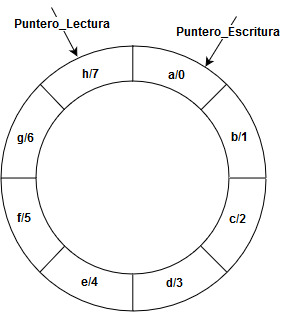 Puntero_Lectura
Puntero_Escritura
h/7
a/0
g/6
b/1
f/5
c/2
e/4
d/3